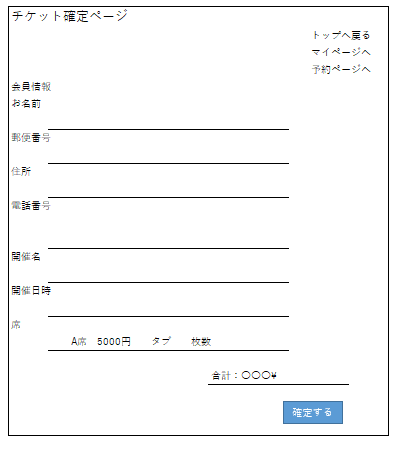 チケット確定ページ
トップへ戻る
マイページへ
予約ページへ
会員情報
お名前
郵便番号
住所
電話番号
開催名
開催日時
席
A席 5000円 タブ 枚数
合計：〇〇〇¥
確定する